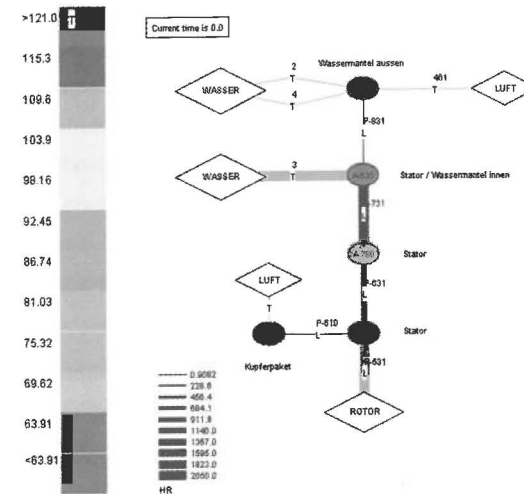 >121.0
115.3
109.6
103.9
98.16
92.45
86.74
81.03
75.32
69.62
63.91
<63.91
Current time is 0.0
Wassermantel aussen
2
T
4
T
WASSER
461
T
LUFT
P-831
L
3
T
WASSER
Stator / Wassermantel innen
-731
Stator
LUFT
T
P-631
L
P-610
L
Stator
Kupferpaket
P-531
L
ROTOR
0.9082
228.8
456.4
684.1
911.8
1140.0
1367.0
1595.0
1823.0
2050.0
HR